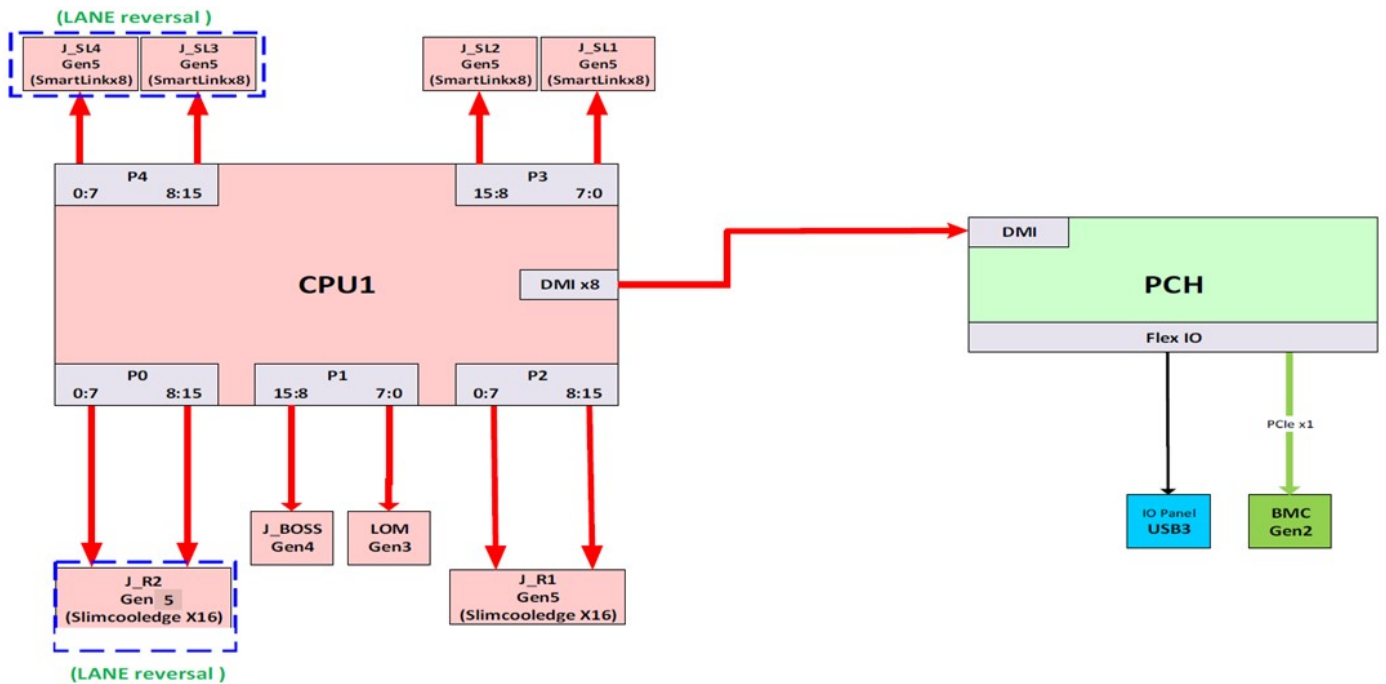 (LANE reversal )
J_SL4
Gen5
(SmartLinkx8)
J_SL3
Gen5
(SmartLinkx8)
J_SL2
Gen5
(SmartLinkx8)
J_SL1
Gen5
(SmartLinkx8)
P4
0:7 8:15
P3
15:8 7:0
CPU1
DMI x8
DMI
PCH
Flex IO
P0
0:7 8:15
P1
15:8 7:0
P2
0:7 8:15
PCIe x1
J_BOSS
Gen4
LOM
Gen3
IO Panel
USB3
BMC
Gen2
J_R2
Gen 5
(Slimcooledge X16)
J_R1
Gen5
(Slimcooledge X16)
(LANE reversal )